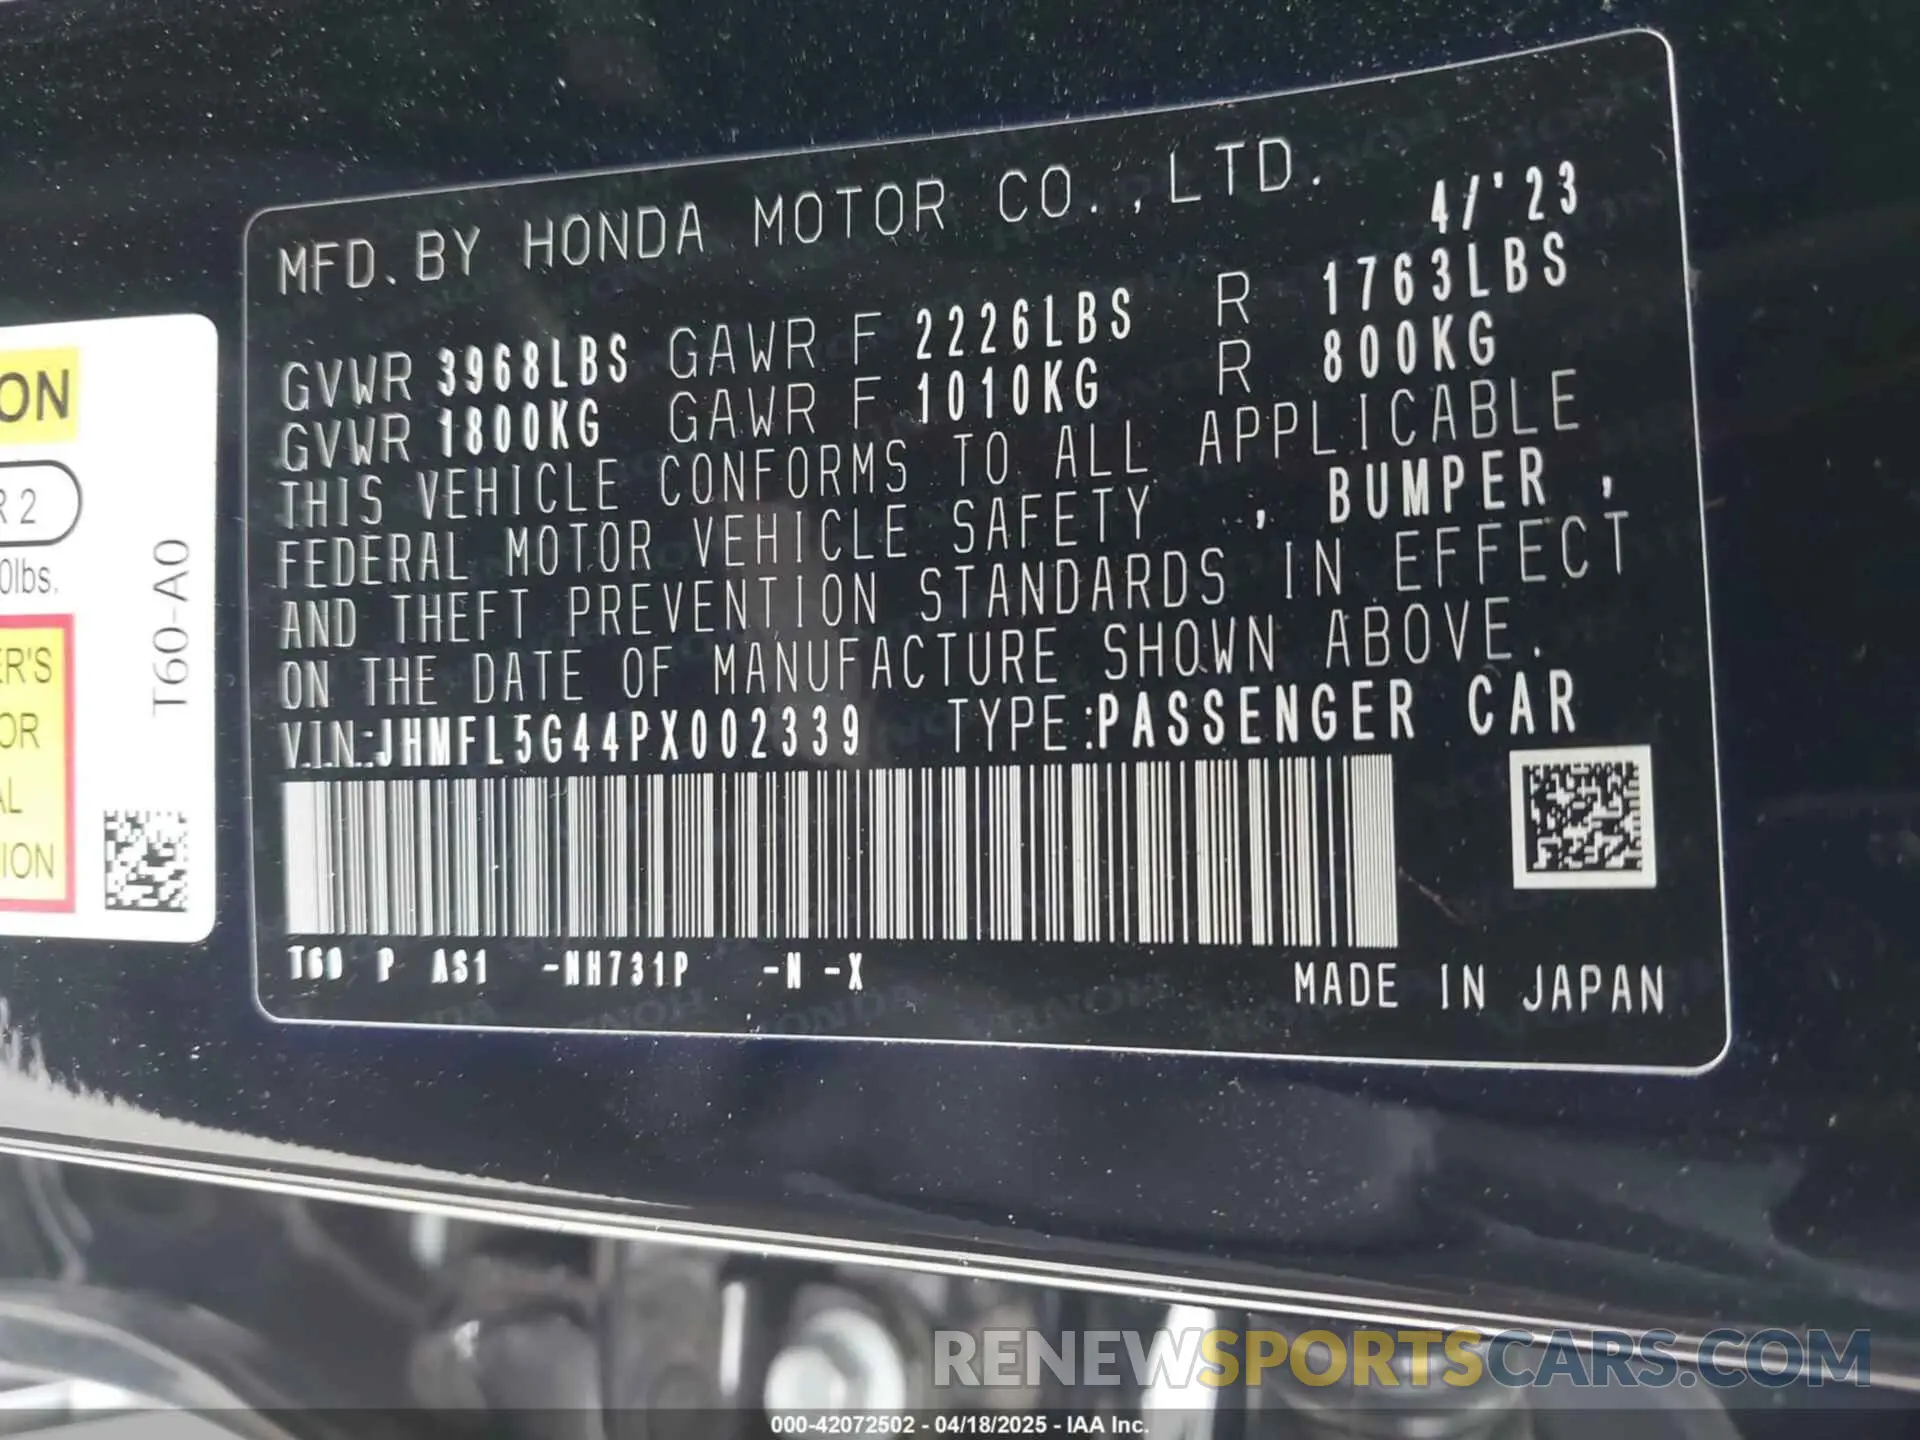 MFD. BY HONDA MOTOR CO., LTD. 4/'23
GVWR 3968LBS GAWR F 2226LBS R 1763LBS
GVWR 1800KG GAWR F 1010KG R 800KG
THIS VEHICLE CONFORMS TO ALL APPLICABLE
FEDERAL MOTOR VEHICLE SAFETY , BUMPER ,
AND THEFT PREVENTION STANDARDS IN EFFECT
ON THE DATE OF MANUFACTURE SHOWN ABOVE.
VIN:JHMFL5G44PX002339 TYPE:PASSENGER CAR
T60 P AS1 -NH731P -N -X
MADE IN JAPAN
ON
R 2
0lbs.
ER'S
OR
AL
ION
T60-A0
RENEWSPORTSCARS.COM
000-42072502 - 04/18/2025 - IAA Inc.